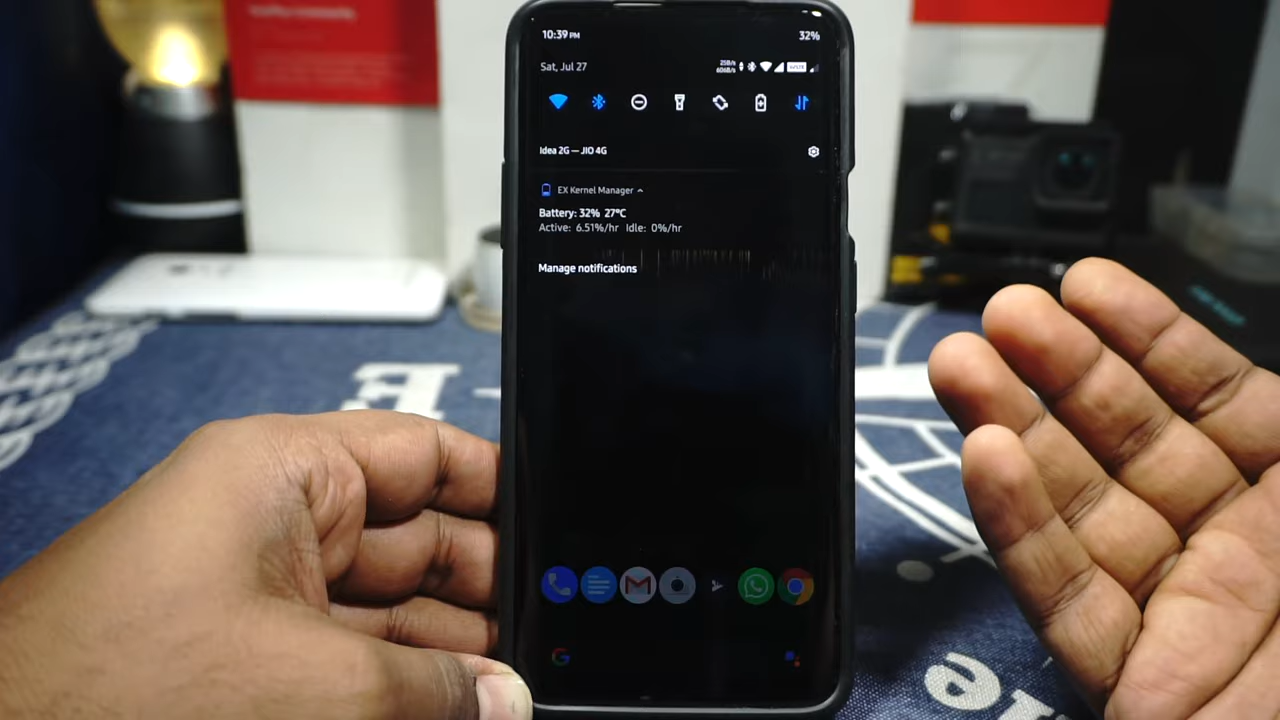 10:39 PM
32%
Sat, Jul 27
Idea 2G — JIO 4G
EX Kernel Manager
Battery: 32% 27°C
Active: 6.51%/hr Idle: 0%/hr
Manage notifications